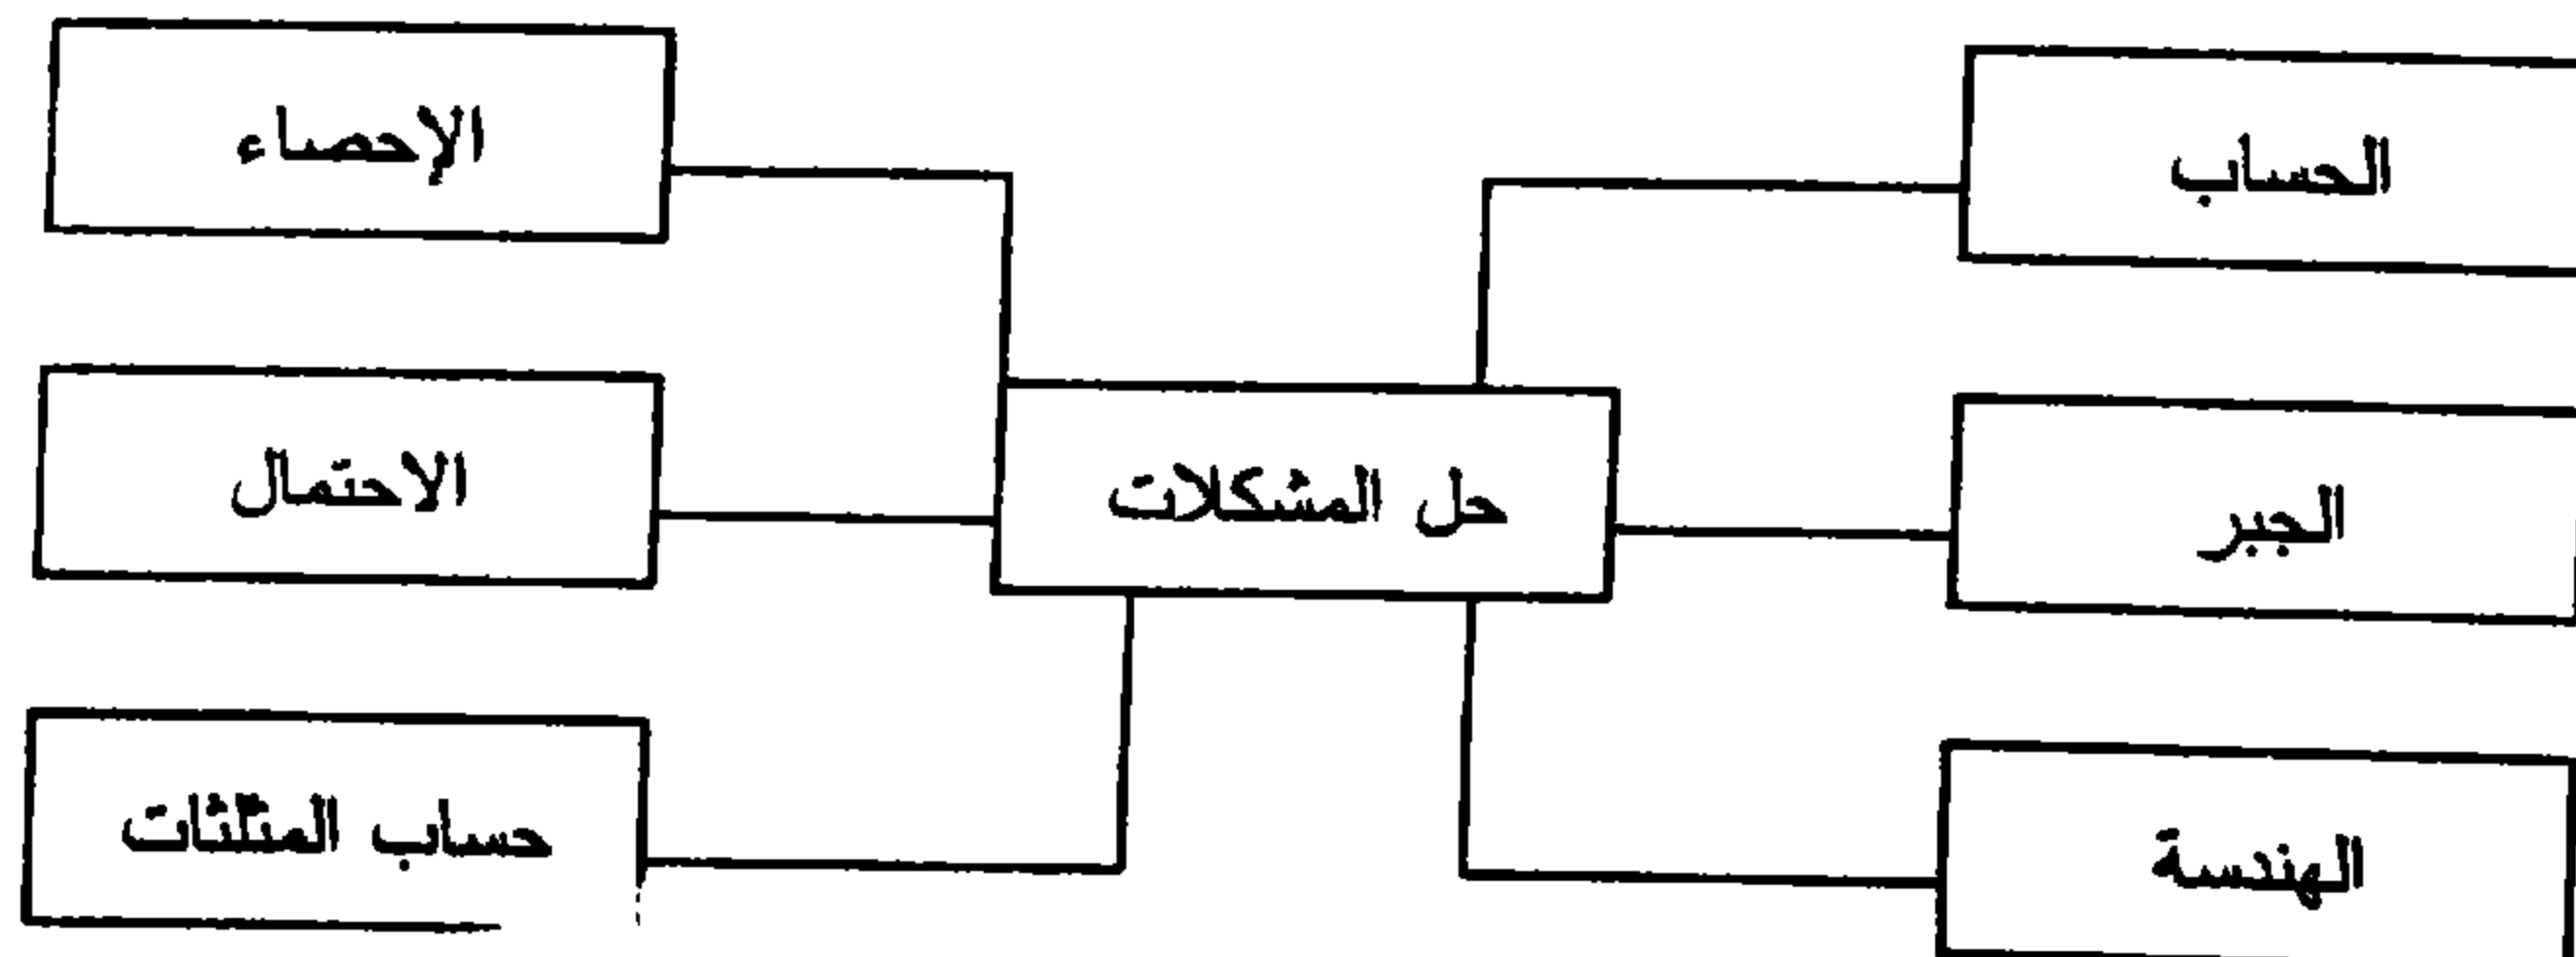 الحساب
الإحصاء
حل المشكلات
الجبر
الاحتمال
الهندسة
حساب المثلثات